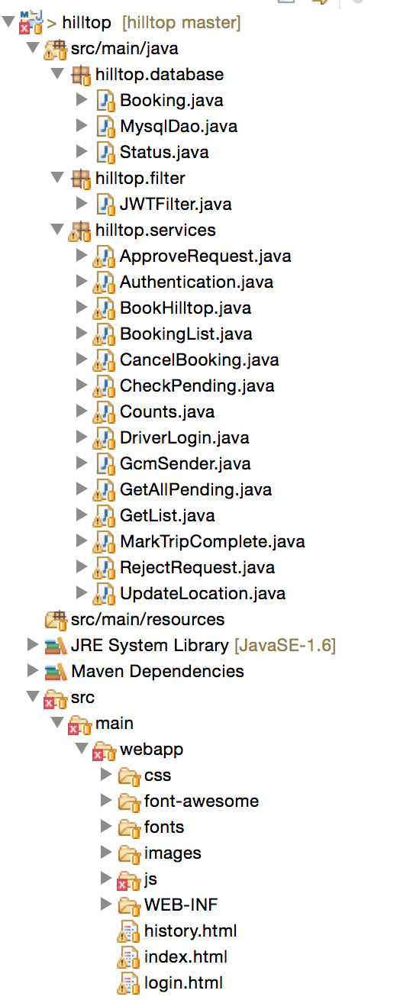 > hilltop [hilltop master]
src/main/java
hilltop.database
Booking.java
MysqlDao.java
Status.java
hilltop.filter
JWTFilter.java
hilltop.services
ApproveRequest.java
Authentication.java
BookHilltop.java
BookingList.java
CancelBooking.java
CheckPending.java
Counts.java
DriverLogin.java
GcmSender.java
GetAllPending.java
GetList.java
MarkTripComplete.java
RejectRequest.java
UpdateLocation.java
src/main/resources
JRE System Library [JavaSE-1.6]
Maven Dependencies
src
main
webapp
css
font-awesome
fonts
images
js
WEB-INF
history.html
index.html
login.html